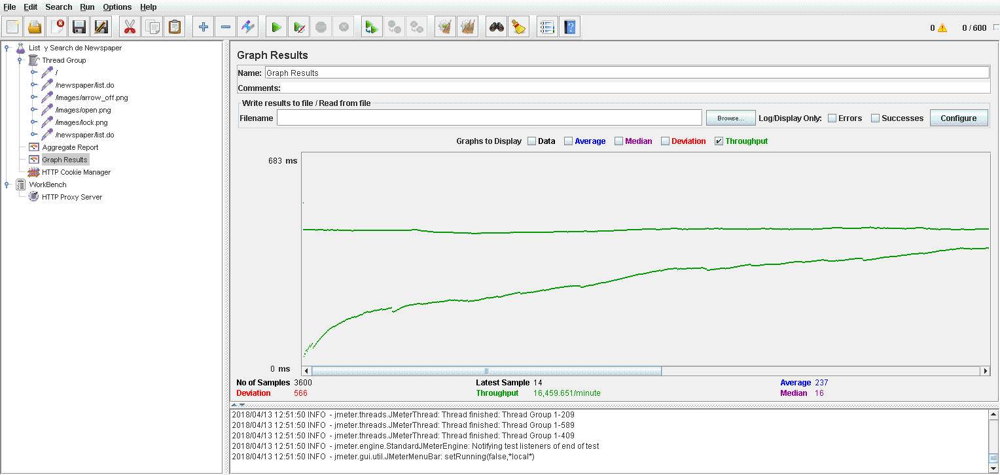 File Edit Search Run Options Help
0 0 / 600
List y Search de Newspaper
Thread Group
/
/newspaper/list.do
/images/arrow_off.png
/images/open.png
/images/lock.png
/newspaper/list.do
Aggregate Report
Graph Results
HTTP Cookie Manager
WorkBench
HTTP Proxy Server
Graph Results
Name: Graph Results
Comments:
Write results to file / Read from file
Filename Browse... Log/Display Only: Errors Successes Configure
Graphs to Display Data Average Median Deviation Throughput
683 ms
0 ms
No of Samples 3600 Latest Sample 14 Average 237
Deviation 566 Throughput 16,459.651/minute Median 16
2018/04/13 12:51:50 INFO - jmeter.threads.JMeterThread: Thread finished: Thread Group 1-209
2018/04/13 12:51:50 INFO - jmeter.threads.JMeterThread: Thread finished: Thread Group 1-589
2018/04/13 12:51:50 INFO - jmeter.threads.JMeterThread: Thread finished: Thread Group 1-409
2018/04/13 12:51:50 INFO - jmeter.engine.StandardJMeterEngine: Notifying test listeners of end of test
2018/04/13 12:51:50 INFO - jmeter.gui.util.JMeterMenuBar: setRunning(false,*local*)